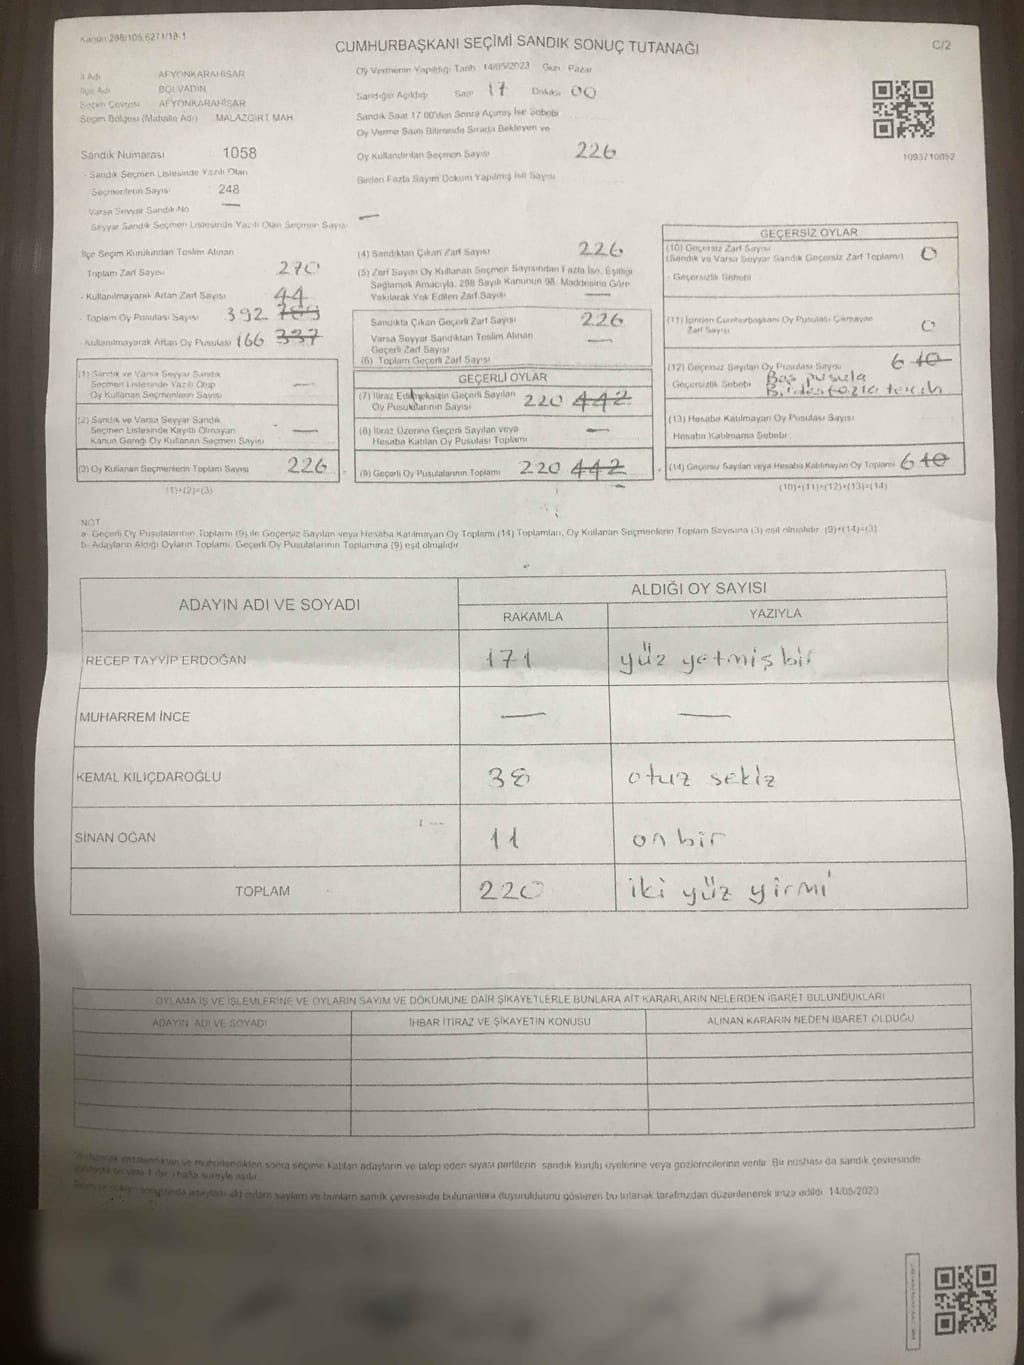 Kanun:298/105,6271/18-1
CUMHURBAŞKANI SEÇİMİ SANDIK SONUÇ TUTANAĞI
C/2
İl Adı AFYONKARAHİSAR
İlçe Adı BOLVADİN
Seçim Çevresi AFYONKARAHİSAR
Seçim Bölgesi (Mahalle Adı) MALAZGİRT MAH.
Sandık Numarası 1058
- Sandık Seçmen Listesinde Yazılı Olan
Seçmenlerin Sayısı 248
Varsa Seyyar Sandık No —
Seyyar Sandık Seçmen Listesinde Yazılı Olan Seçmen Sayısı —
Oy Vermenin Yapıldığı Tarih 14/05/2023 Gün Pazar
Sandığın Açıldığı Saat 17 Dakika 00
Sandık Saat 17.00'den Sonra Açılmış İse Sebebi
Oy Verme Saati Bitiminde Sırada Bekleyen ve
Oy Kullandırılan Seçmen Sayısı 226
Birden Fazla Sayım Döküm Yapılmış İse Sayısı
1093/10052
İlçe Seçim Kurulundan Teslim Alınan
Toplam Zarf Sayısı 270
- Kullanılmayarak Artan Zarf Sayısı 44
- Toplam Oy Pusulası Sayısı 392
- Kullanılmayarak Artan Oy Pusulası 166 337
(1) Sandık ve Varsa Seyyar Sandık
Seçmen Listesinde Yazılı Olup
Oy Kullanan Seçmenlerin Sayısı —
(2) Sandık ve Varsa Seyyar Sandık
Seçmen Listesinde Kayıtlı Olmayan
Kanun Gereği Oy Kullanan Seçmen Sayısı —
(3) Oy Kullanan Seçmenlerin Toplam Sayısı 226
(1)+(2)=(3)
(4) Sandıktan Çıkan Zarf Sayısı 226
(5) Zarf Sayısı Oy Kullanan Seçmen Sayısından Fazla İse, Eşitliği
Sağlamak Amacıyla, 298 Sayılı Kanunun 98. Maddesine Göre
Yakılarak Yok Edilen Zarf Sayısı —
Sandıkta Çıkan Geçerli Zarf Sayısı 226
Varsa Seyyar Sandıktan Teslim Alınan
Geçerli Zarf Sayısı —
(6) Toplam Geçerli Zarf Sayısı
GEÇERLİ OYLAR
(7) İtiraz Edilmeksizin Geçerli Sayılan
Oy Pusulalarının Sayısı 220 442
(8) İtiraz Üzerine Geçerli Sayılan veya
Hesaba Katılan Oy Pusulası Toplamı —
(9) Geçerli Oy Pusulalarının Toplamı 220 442
GEÇERSİZ OYLAR
(10) Geçersiz Zarf Sayısı
(Sandık ve Varsa Seyyar Sandık Geçersiz Zarf Toplamı) 0
- Geçersizlik Sebebi
(11) İçinden Cumhurbaşkanı Oy Pusulası Çıkmayan
Zarf Sayısı 0
(12) Geçersiz Sayılan Oy Pusulası Sayısı 6 10
Geçersizlik Sebebi Boş pusula
Birden fazla tercih
(13) Hesaba Katılmayan Oy Pusulası Sayısı
Hesaba Katılmama Sebebi
(14) Geçersiz Sayılan veya Hesaba Katılmayan Oy Toplamı 6 10
(10)+(11)+(12)+(13)=(14)
NOT
a- Geçerli Oy Pusulalarının Toplamı (9) ile Geçersiz Sayılan veya Hesaba Katılmayan Oy Toplamı (14) Toplamları, Oy Kullanan Seçmenlerin Toplam Sayısına (3) eşit olmalıdır. (9)+(14)=(3)
b- Adayların Aldığı Oyların Toplamı, Geçerli Oy Pusulalarının Toplamına (9) eşit olmalıdır.
ADAYIN ADI VE SOYADI ALDIĞI OY SAYISI
RAKAMLA YAZIYLA
RECEP TAYYİP ERDOĞAN 171 yüz yetmiş bir
MUHARREM İNCE — —
KEMAL KILIÇDAROĞLU 38 otuz sekiz
SİNAN OĞAN 11 on bir
TOPLAM 220 iki yüz yirmi
OYLAMA İŞ VE İŞLEMLERİNE VE OYLARIN SAYIM VE DÖKÜMÜNE DAİR ŞİKAYETLERLE BUNLARA AİT KARARLARIN NELERDEN İBARET BULUNDUKLARI
ADAYIN ADI VE SOYADI İHBAR İTİRAZ VE ŞİKAYETİN KONUSU ALINAN KARARIN NEDEN İBARET OLDUĞU
ve mühürlendikten sonra seçime katılan adayların ve talep eden siyasi partilerin sandık kurulu üyelerine veya gözlemcilerine verilir. Bir nüshası da sandık çevresinde
1 bir hafta süreyle asılır.
ve bunların sandık çevresinde bulunanlara duyurulduğunu gösteren bu tutanak tarafımızdan düzenlenerek imza edildi. 14/05/2023